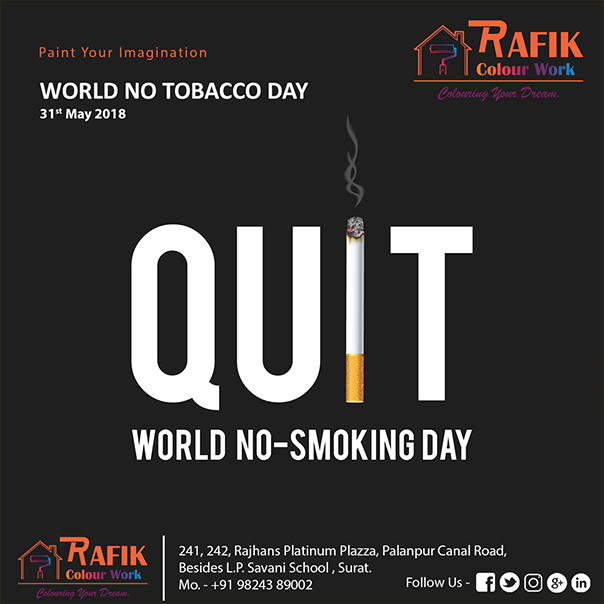 Paint Your Imagination
RAFIK
Colour Work
Colouring Your Dream.
WORLD NO TOBACCO DAY
31st May 2018
QUIT
WORLD NO-SMOKING DAY
RAFIK
Colour Work
Colouring Your Dream.
241, 242, Rajhans Platinum Plazza, Palanpur Canal Road,
Besides L.P. Savani School , Surat.
Mo. - +91 98243 89002
Follow Us -